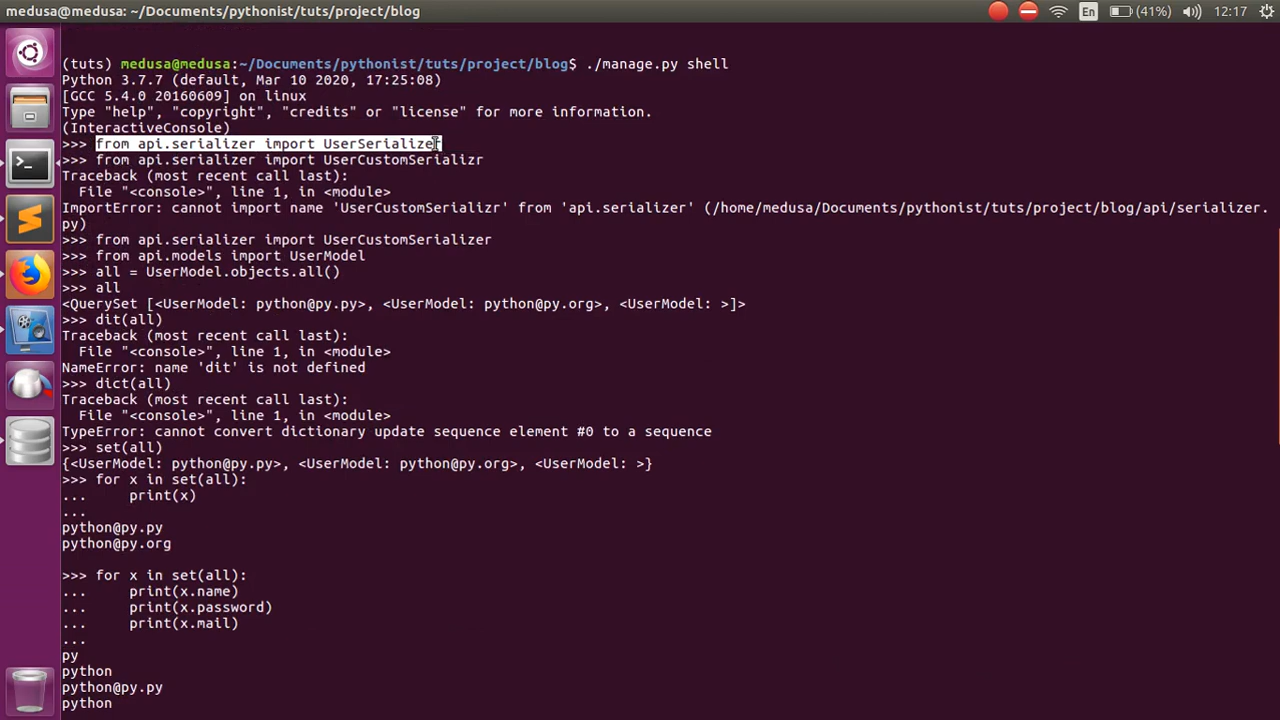 medusa@medusa: ~/Documents/pythonist/tuts/project/blog
En
(41%)
12:17
(tuts) medusa@medusa:~/Documents/pythonist/tuts/project/blog$ ./manage.py shell
Python 3.7.7 (default, Mar 10 2020, 17:25:08)
[GCC 5.4.0 20160609] on linux
Type "help", "copyright", "credits" or "license" for more information.
(InteractiveConsole)
>>> from api.serializer import UserSerializer
>>> from api.serializer import UserCustomSerializr
Traceback (most recent call last):
  File "<console>", line 1, in <module>
ImportError: cannot import name 'UserCustomSerializr' from 'api.serializer' (/home/medusa/Documents/pythonist/tuts/project/blog/api/serializer.
py)
>>> from api.serializer import UserCustomSerializer
>>> from api.models import UserModel
>>> all = UserModel.objects.all()
>>> all
<QuerySet [<UserModel: python@py.py>, <UserModel: python@py.org>, <UserModel: >]>
>>> dit(all)
Traceback (most recent call last):
  File "<console>", line 1, in <module>
NameError: name 'dit' is not defined
>>> dict(all)
Traceback (most recent call last):
  File "<console>", line 1, in <module>
TypeError: cannot convert dictionary update sequence element #0 to a sequence
>>> set(all)
{<UserModel: python@py.py>, <UserModel: python@py.org>, <UserModel: >}
>>> for x in set(all):
...     print(x)
...
python@py.py
python@py.org
>>> for x in set(all):
...     print(x.name)
...     print(x.password)
...     print(x.mail)
...
py
python
python@py.py
python